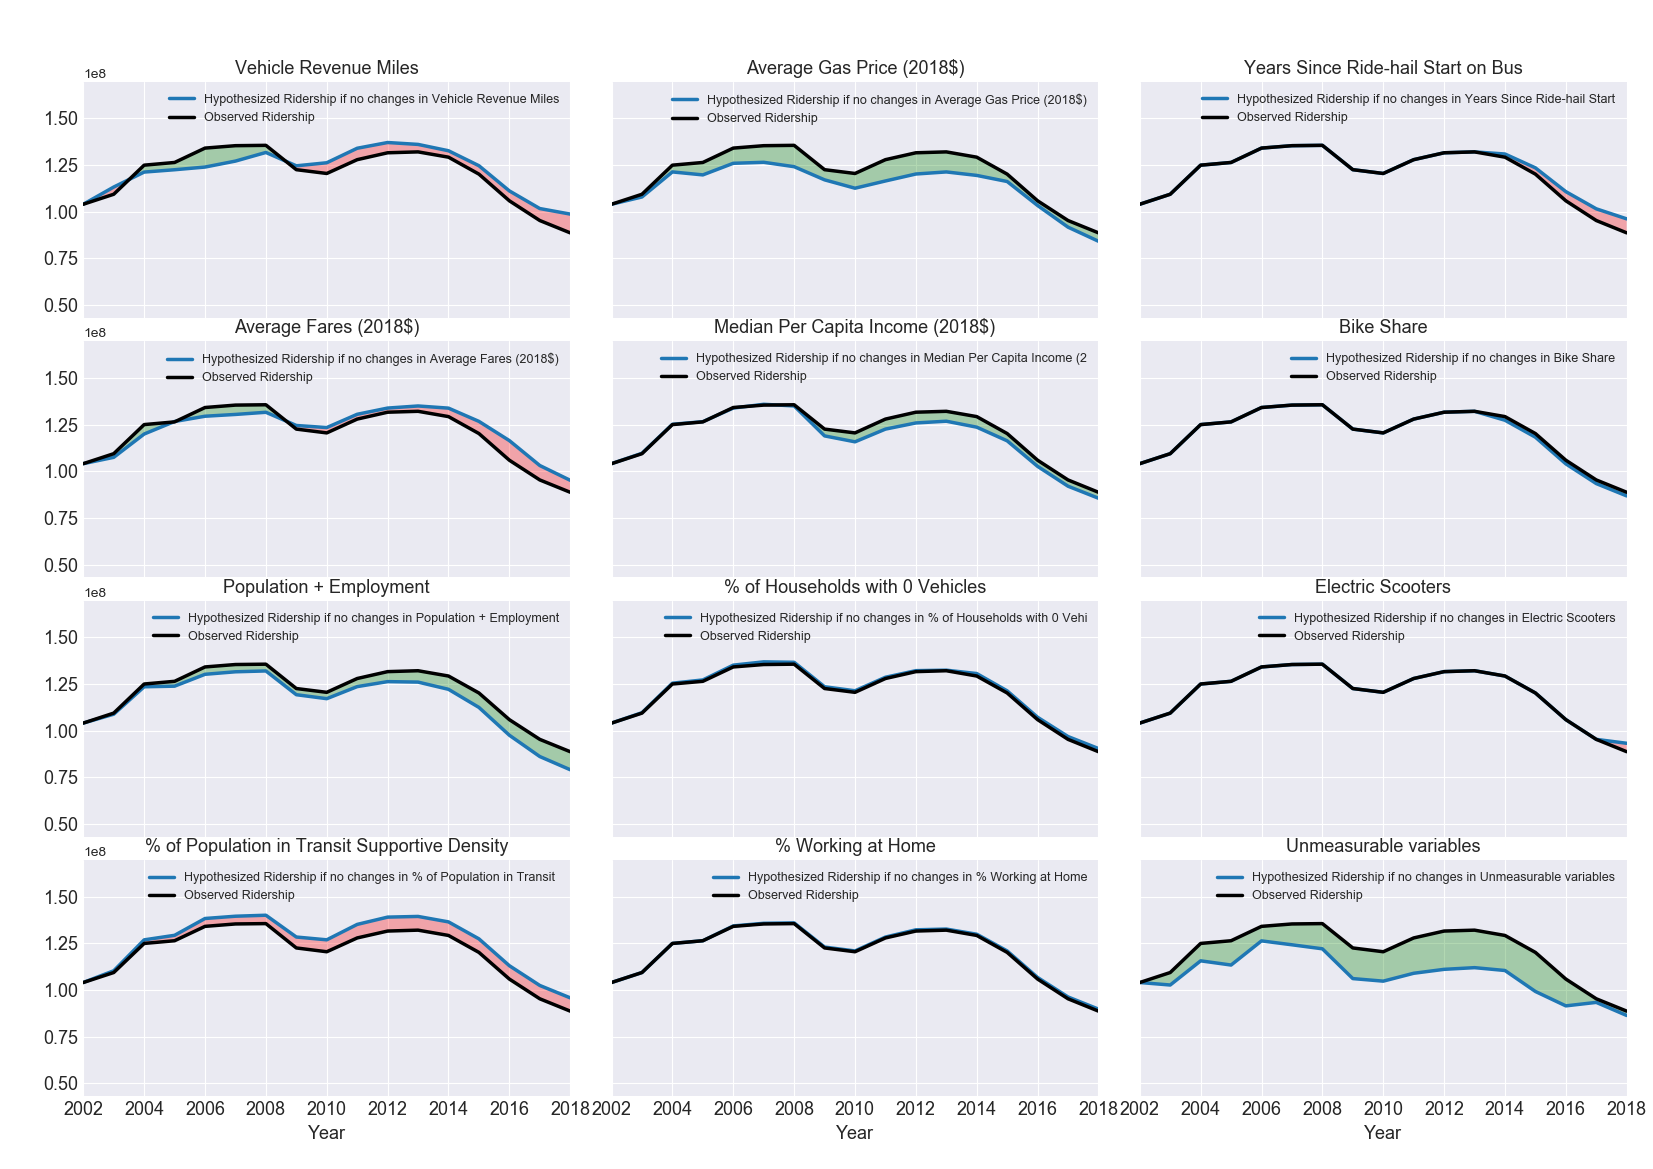 Vehicle Revenue Miles
1e8
Hypothesized Ridership if no changes in Vehicle Revenue Miles
Observed Ridership
1.50
1.25
1.00
0.75
0.50
Average Gas Price (2018$)
Hypothesized Ridership if no changes in Average Gas Price (2018$)
Observed Ridership
Years Since Ride-hail Start on Bus
Hypothesized Ridership if no changes in Years Since Ride-hail Start
Observed Ridership
Average Fares (2018$)
1e8
Hypothesized Ridership if no changes in Average Fares (2018$)
Observed Ridership
1.50
1.25
1.00
0.75
0.50
Median Per Capita Income (2018$)
Hypothesized Ridership if no changes in Median Per Capita Income (2
Observed Ridership
Bike Share
Hypothesized Ridership if no changes in Bike Share
Observed Ridership
Population + Employment
1e8
Hypothesized Ridership if no changes in Population + Employment
Observed Ridership
1.50
1.25
1.00
0.75
0.50
% of Households with 0 Vehicles
Hypothesized Ridership if no changes in % of Households with 0 Vehi
Observed Ridership
Electric Scooters
Hypothesized Ridership if no changes in Electric Scooters
Observed Ridership
% of Population in Transit Supportive Density
1e8
Hypothesized Ridership if no changes in % of Population in Transit
Observed Ridership
1.50
1.25
1.00
0.75
0.50
2002 2004 2006 2008 2010 2012 2014 2016 2018
Year
% Working at Home
Hypothesized Ridership if no changes in % Working at Home
Observed Ridership
2002 2004 2006 2008 2010 2012 2014 2016 2018
Year
Unmeasurable variables
Hypothesized Ridership if no changes in Unmeasurable variables
Observed Ridership
2002 2004 2006 2008 2010 2012 2014 2016 2018
Year